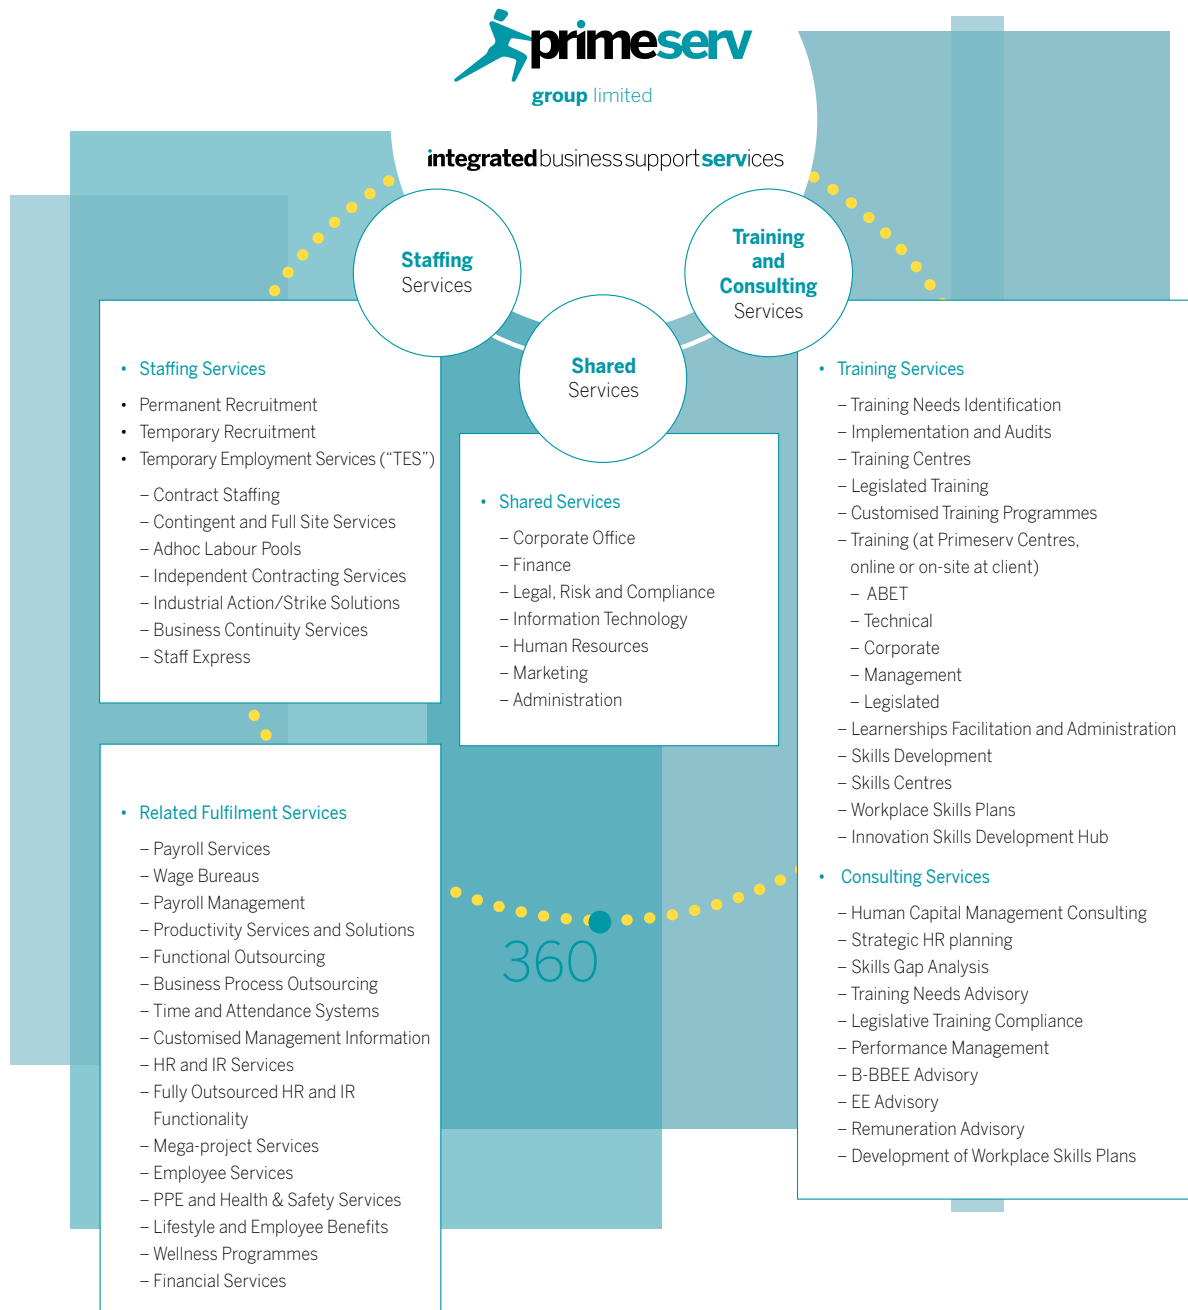 primeserv
group limited
integrated business support services
Staffing
Services
Training
and
Consulting
Services
Shared
Services
• Staffing Services
• Permanent Recruitment
• Temporary Recruitment
• Temporary Employment Services (“TES”)
– Contract Staffing
– Contingent and Full Site Services
– Adhoc Labour Pools
– Independent Contracting Services
– Industrial Action/Strike Solutions
– Business Continuity Services
– Staff Express
• Shared Services
– Corporate Office
– Finance
– Legal, Risk and Compliance
– Information Technology
– Human Resources
– Marketing
– Administration
• Training Services
– Training Needs Identification
– Implementation and Audits
– Training Centres
– Legislated Training
– Customised Training Programmes
– Training (at Primeserv Centres,
online or on-site at client)
– ABET
– Technical
– Corporate
– Management
– Legislated
– Learnerships Facilitation and Administration
– Skills Development
– Skills Centres
– Workplace Skills Plans
– Innovation Skills Development Hub
• Consulting Services
– Human Capital Management Consulting
– Strategic HR planning
– Skills Gap Analysis
– Training Needs Advisory
– Legislative Training Compliance
– Performance Management
– B-BBEE Advisory
– EE Advisory
– Remuneration Advisory
– Development of Workplace Skills Plans
• Related Fulfilment Services
– Payroll Services
– Wage Bureaus
– Payroll Management
– Productivity Services and Solutions
– Functional Outsourcing
– Business Process Outsourcing
– Time and Attendance Systems
– Customised Management Information
– HR and IR Services
– Fully Outsourced HR and IR
Functionality
– Mega-project Services
– Employee Services
– PPE and Health & Safety Services
– Lifestyle and Employee Benefits
– Wellness Programmes
– Financial Services
360